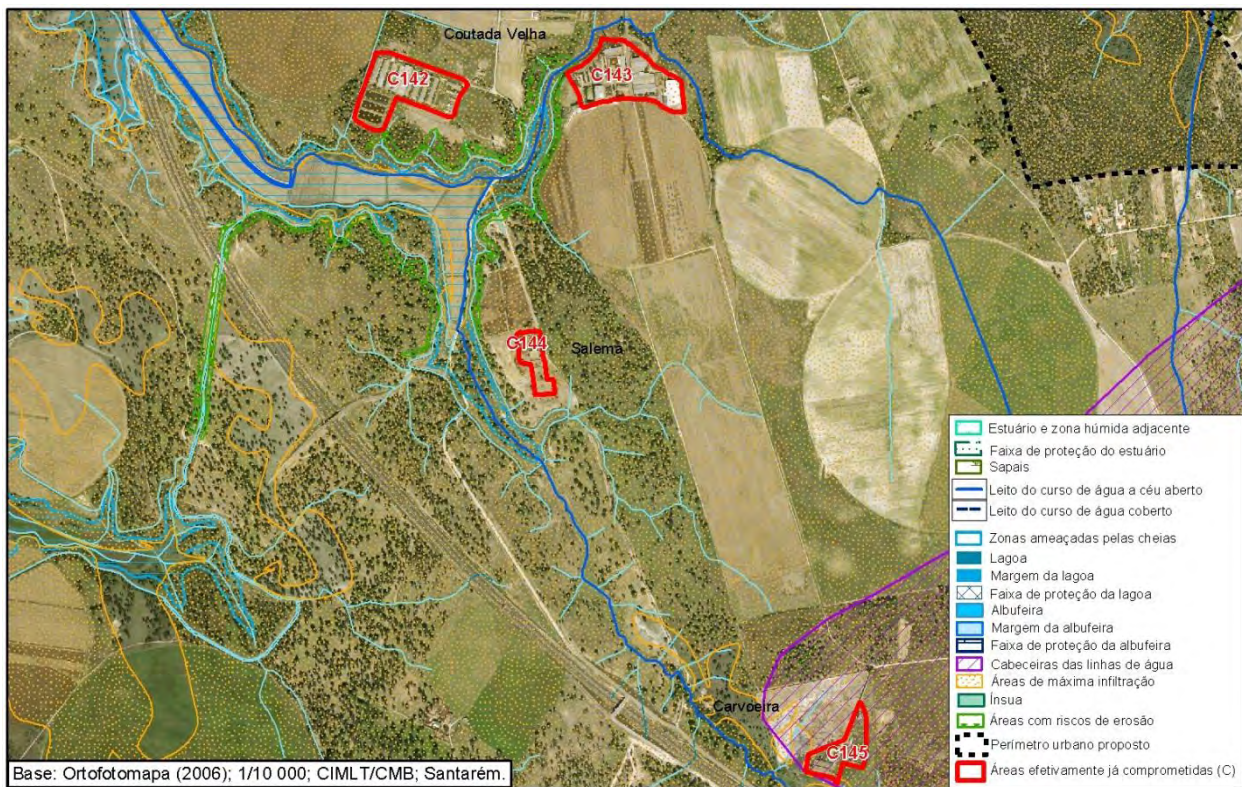 Coutada Velha
C142
C143
C144
Salema
Carvoeira
C145
Estuário e zona húmida adjacente
Faixa de proteção do estuário
Sapais
Leito do curso de água a céu aberto
Leito do curso de água coberto
Zonas ameaçadas pelas cheias
Lagoa
Margem da lagoa
Faixa de proteção da lagoa
Albufeira
Margem da albufeira
Faixa de proteção da albufeira
Cabeceiras das linhas de água
Áreas de máxima infiltração
Ínsua
Áreas com riscos de erosão
Perímetro urbano proposto
Áreas efetivamente já comprometidas (C)
Base: Ortofotomapa (2006); 1/10 000; CIMLT/CMB; Santarém.